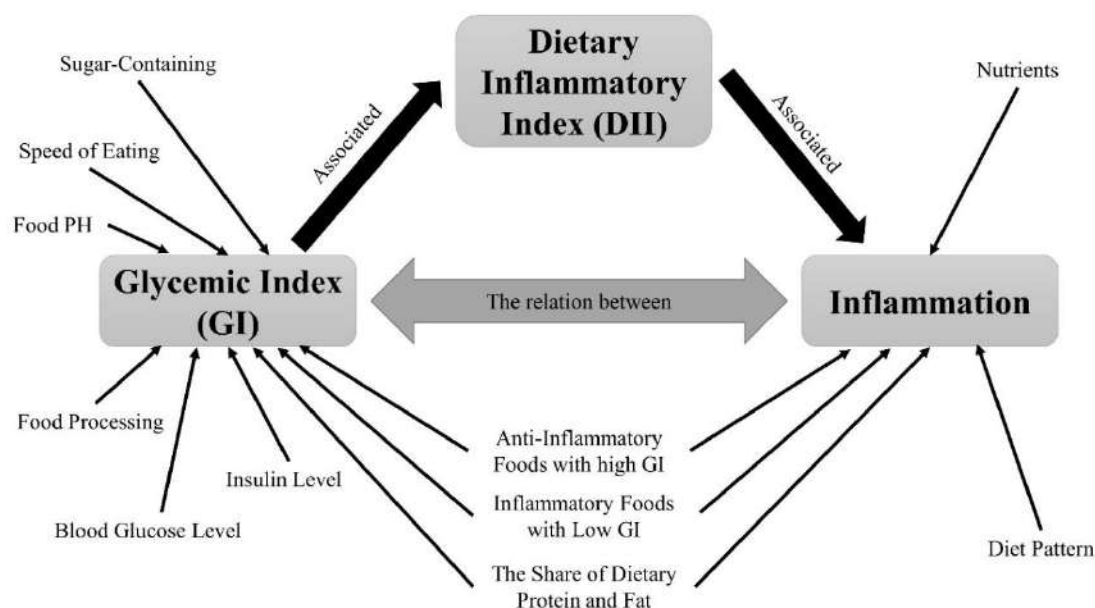 Dietary
Inflammatory
Index (DII)
Sugar-Containing
Nutrients
Associated
Associated
Speed of Eating
Food PH
Glycemic Index
(GI)
The relation between
Inflammation
Food Processing
Anti-Inflammatory
Foods with high GI
Insulin Level
Inflammatory Foods
with Low GI
Blood Glucose Level
Diet Pattern
The Share of Dietary
Protein and Fat